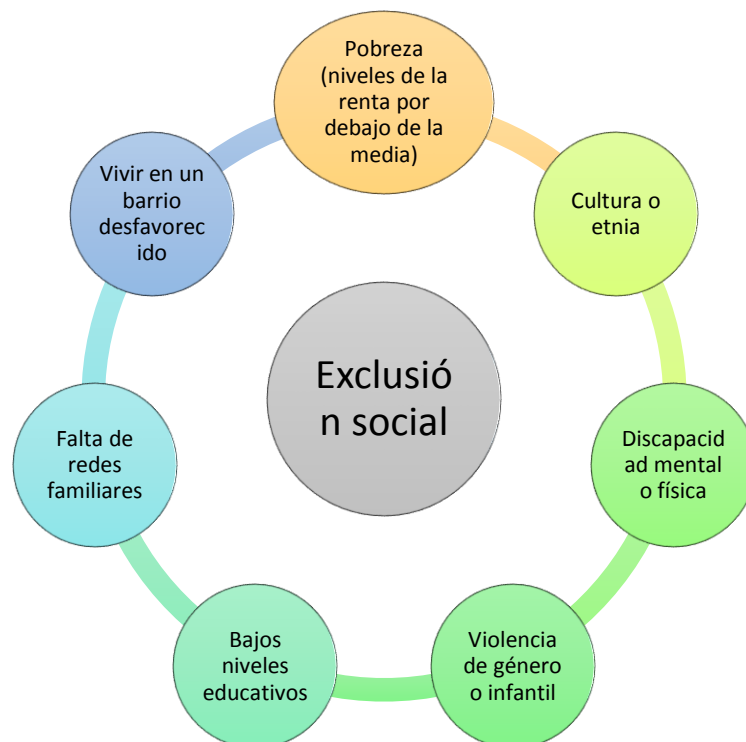 Pobreza
(niveles de la
renta por
debajo de la
media)
Cultura o
etnia
Discapacid
ad mental
o física
Violencia
de género
o infantil
Bajos
niveles
educativos
Falta de
redes
familiares
Vivir en un
barrio
desfavorec
ido
Exclusió
n social